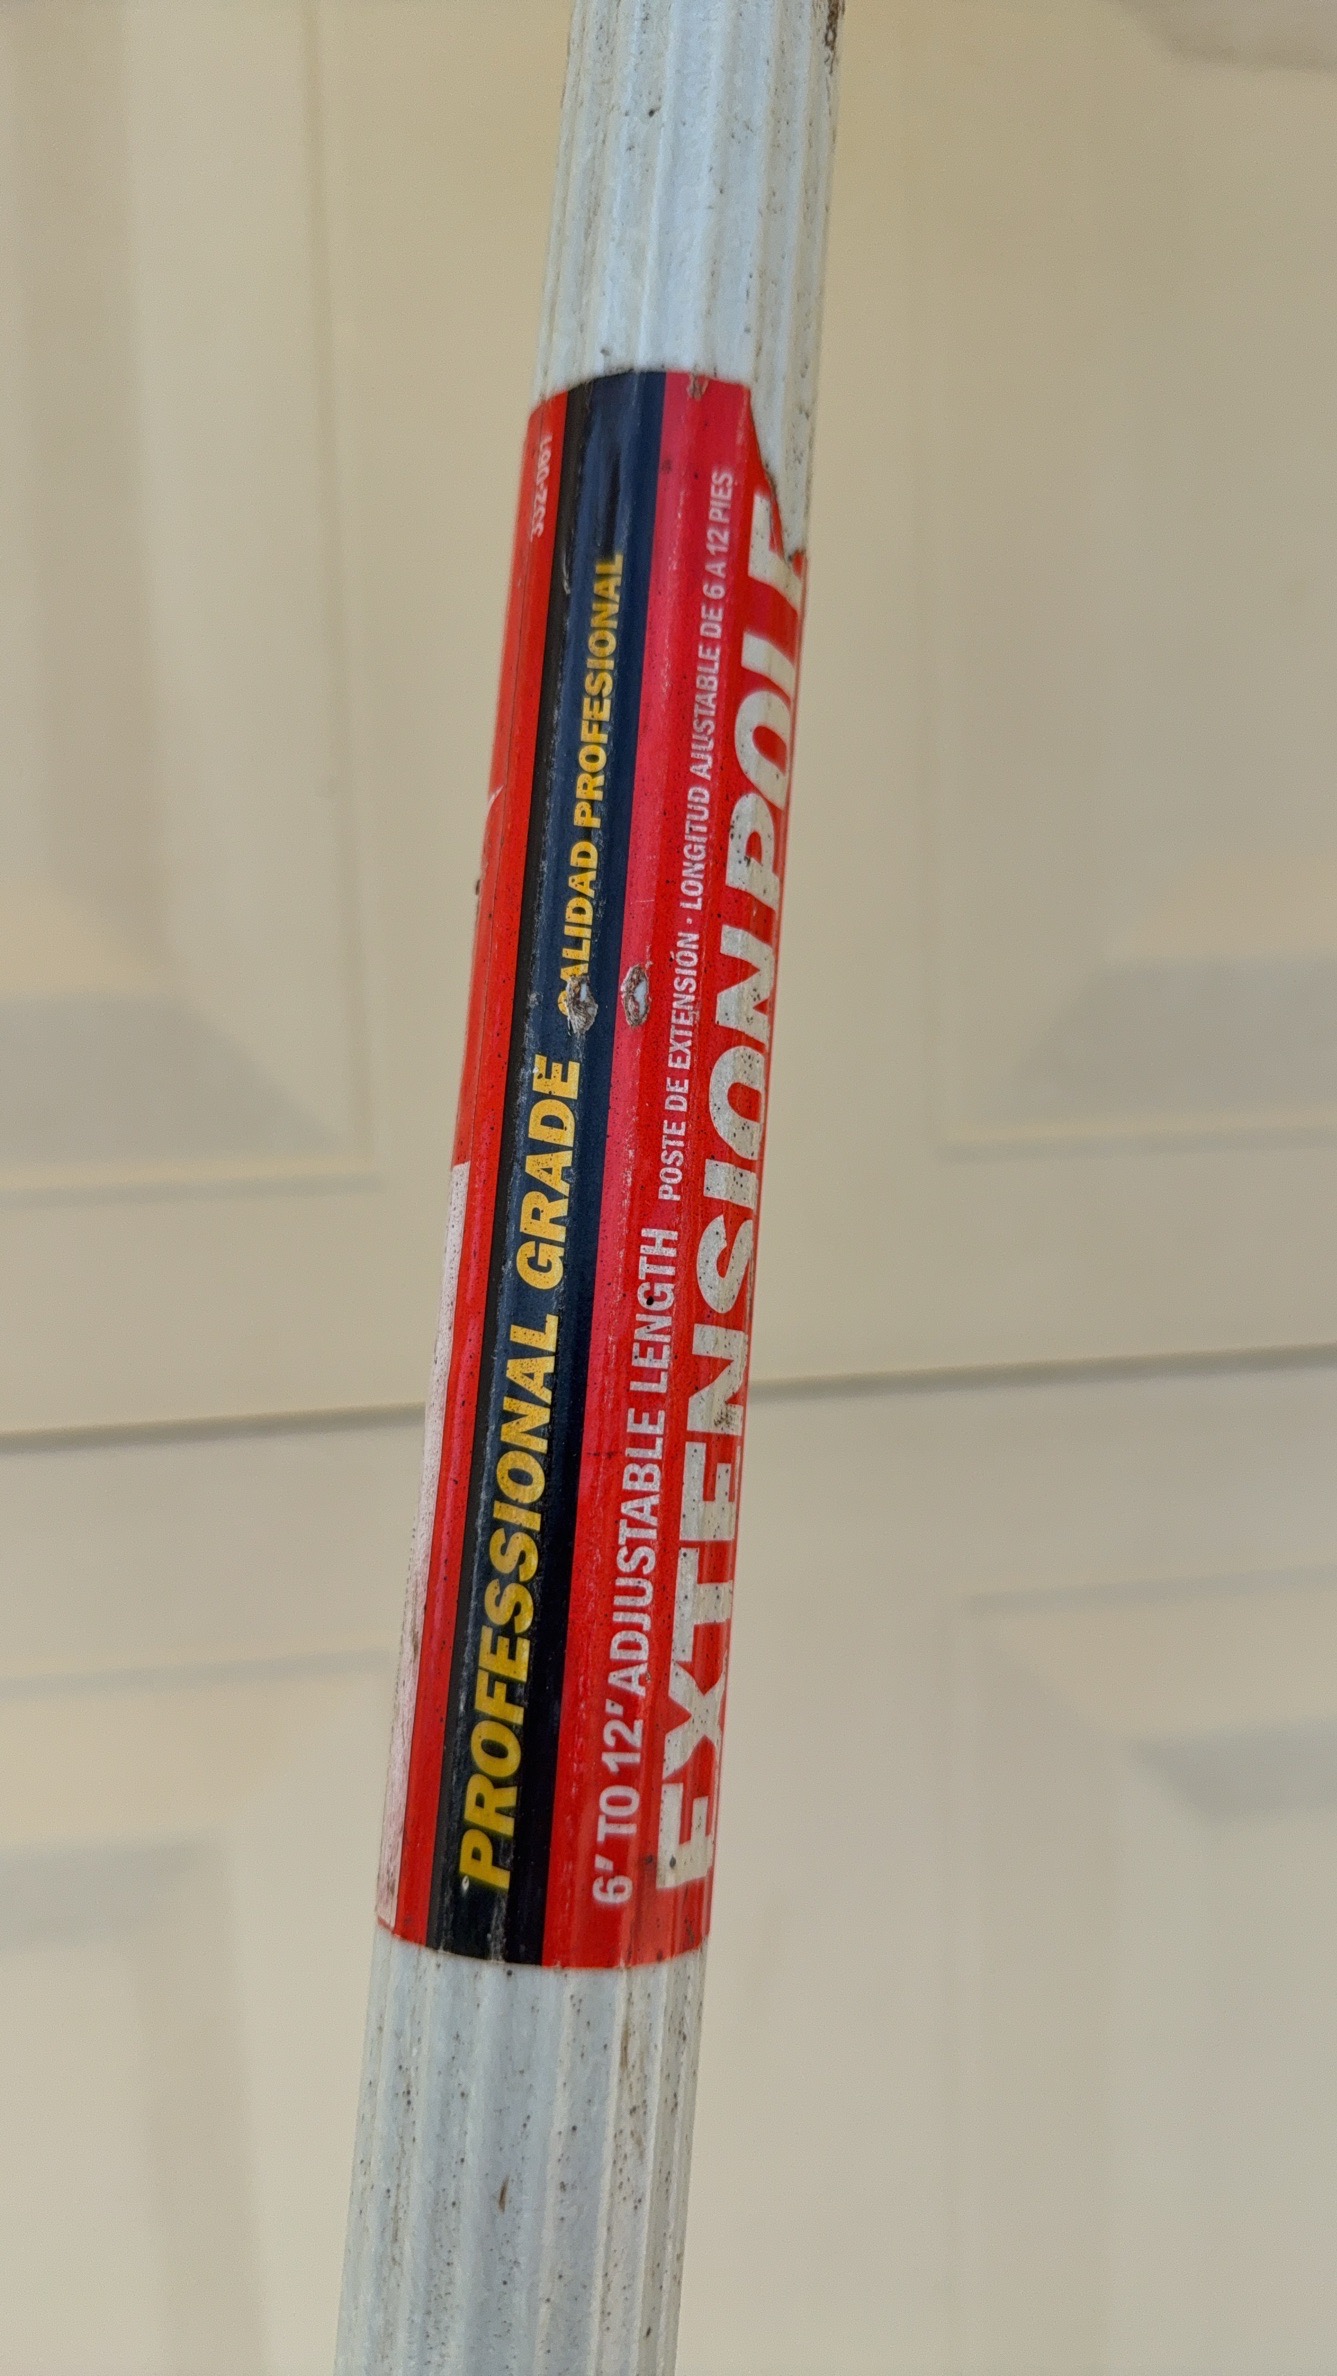 PROFESSIONAL GRADE CALIDAD PROFESIONAL
6' TO 12' ADJUSTABLE LENGTH POSTE DE EXTENSIÓN · LONGITUD AJUSTABLE DE 6 A 12 PIES
EXTENSION POLE